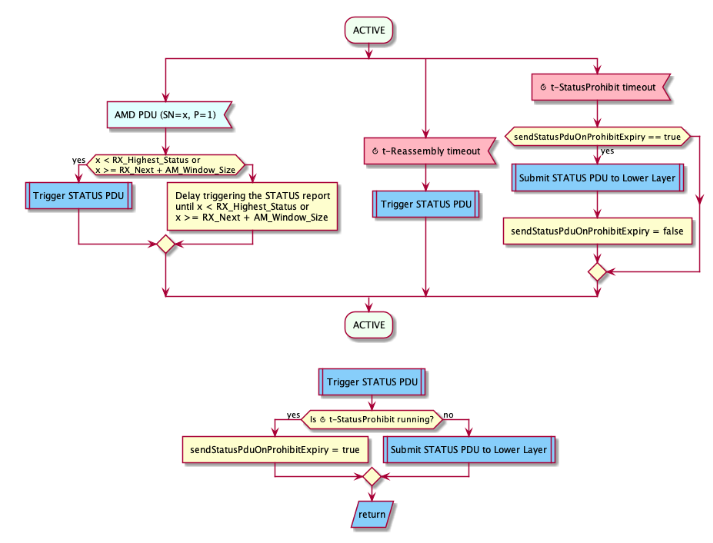 ACTIVE
AMD PDU (SN=x, P=1)
yes
x < RX_Highest_Status or
x >= RX_Next + AM_Window_Size
Trigger STATUS PDU
Delay triggering the STATUS report
until x < RX_Highest_Status or
x >= RX_Next + AM_Window_Size
t-Reassembly timeout
Trigger STATUS PDU
t-StatusProhibit timeout
sendStatusPduOnProhibitExpiry == true
yes
Submit STATUS PDU to Lower Layer
sendStatusPduOnProhibitExpiry = false
ACTIVE
Trigger STATUS PDU
yes
Is ⏱ t-StatusProhibit running?
no
sendStatusPduOnProhibitExpiry = true
Submit STATUS PDU to Lower Layer
return